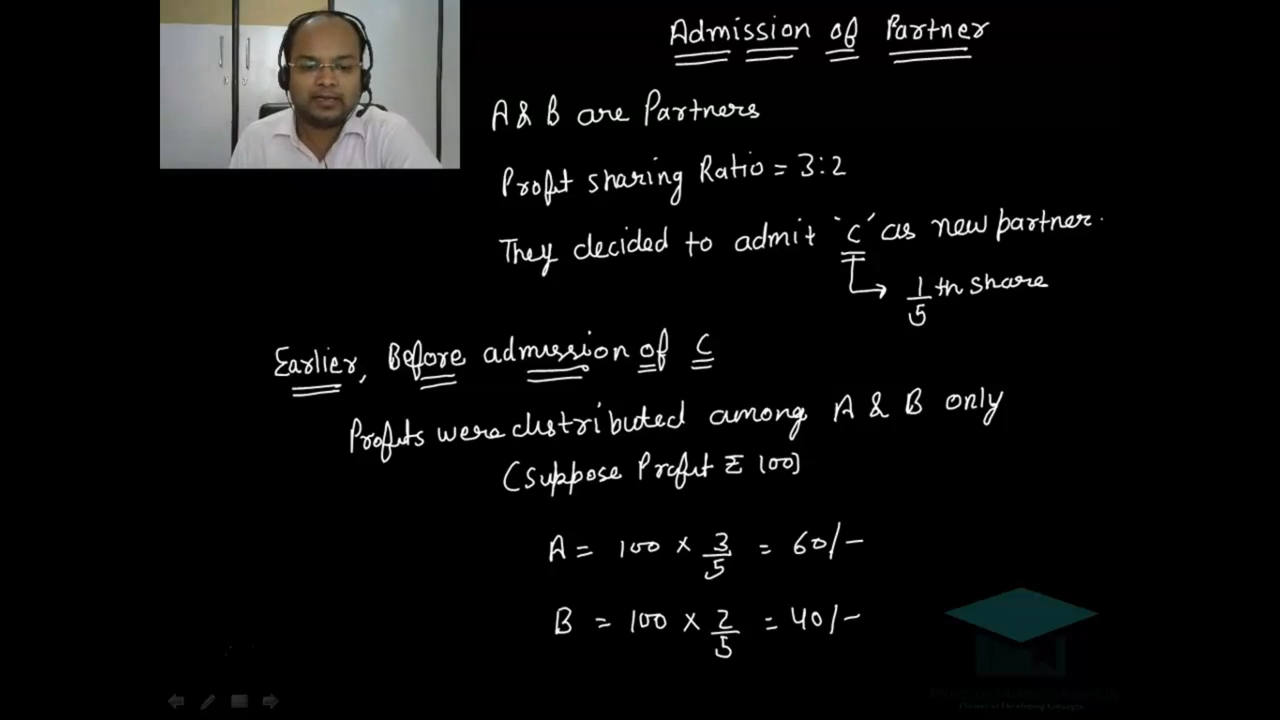 Admission of Partner
A & B are Partners
Profit sharing Ratio = 3:2
They decided to admit 'C' as new partner.
1/5 th share
Earlier, Before admission of C
Profits were distributed among A & B only
(Suppose Profit ₹ 100)
A = 100 × 3/5 = 60/-
B = 100 × 2/5 = 40/-